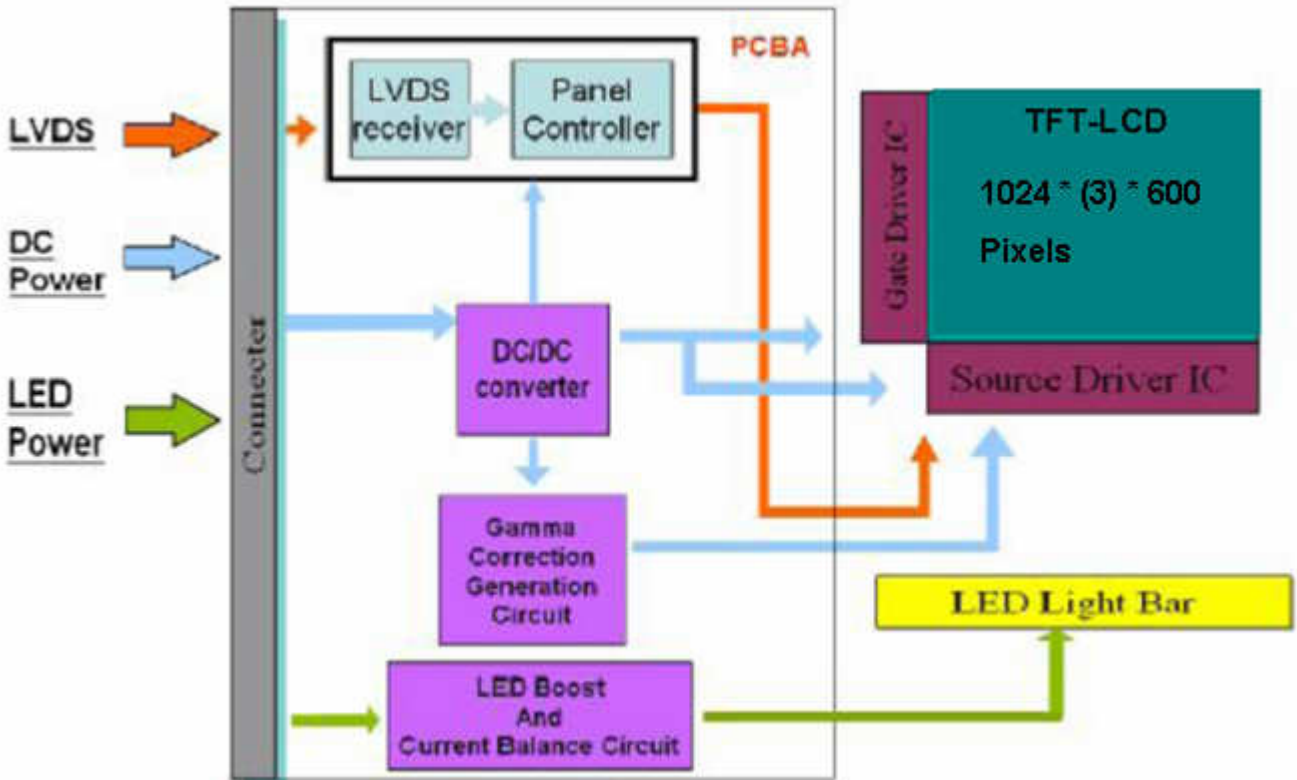 PCBA
LVDS
receiver
Panel
Controller
LVDS
DC
Power
LED
Power
Connecter
DC/DC
converter
Gamma
Correction
Generation
Circuit
LED Boost
And
Current Balance Circuit
Gate Driver IC
TFT-LCD
1024 * (3) * 600
Pixels
Source Driver IC
LED Light Bar